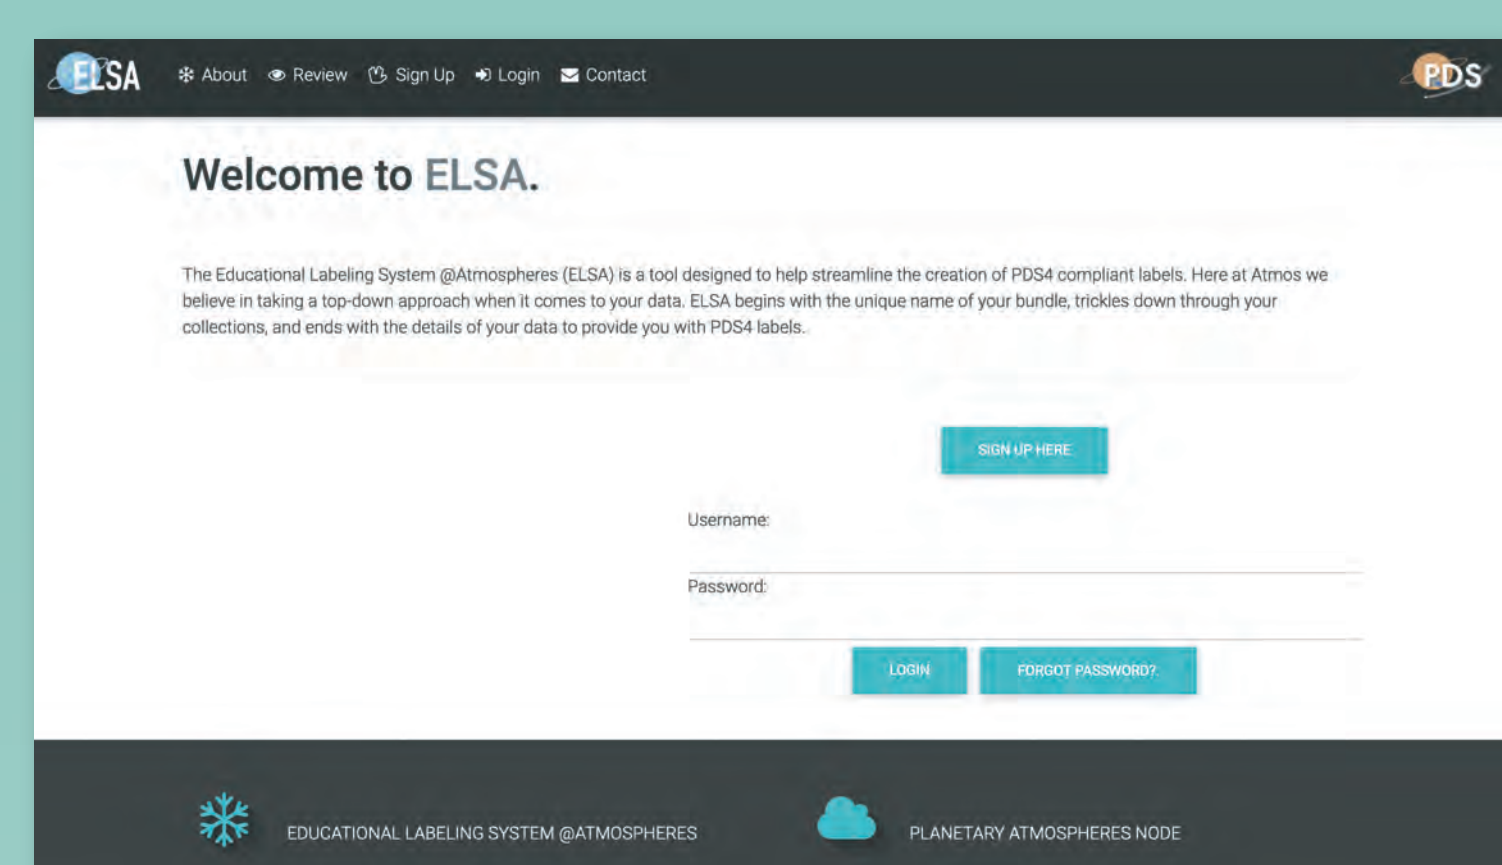 ELSA About Review Sign Up Login Contact PDS
Welcome to ELSA.
The Educational Labeling System @Atmospheres (ELSA) is a tool designed to help streamline the creation of PDS4 compliant labels. Here at Atmos we
believe in taking a top-down approach when it comes to your data. ELSA begins with the unique name of your bundle, trickles down through your
collections, and ends with the details of your data to provide you with PDS4 labels.
SIGN UP HERE
Username:
Password:
LOGIN FORGOT PASSWORD?
EDUCATIONAL LABELING SYSTEM @ATMOSPHERES PLANETARY ATMOSPHERES NODE